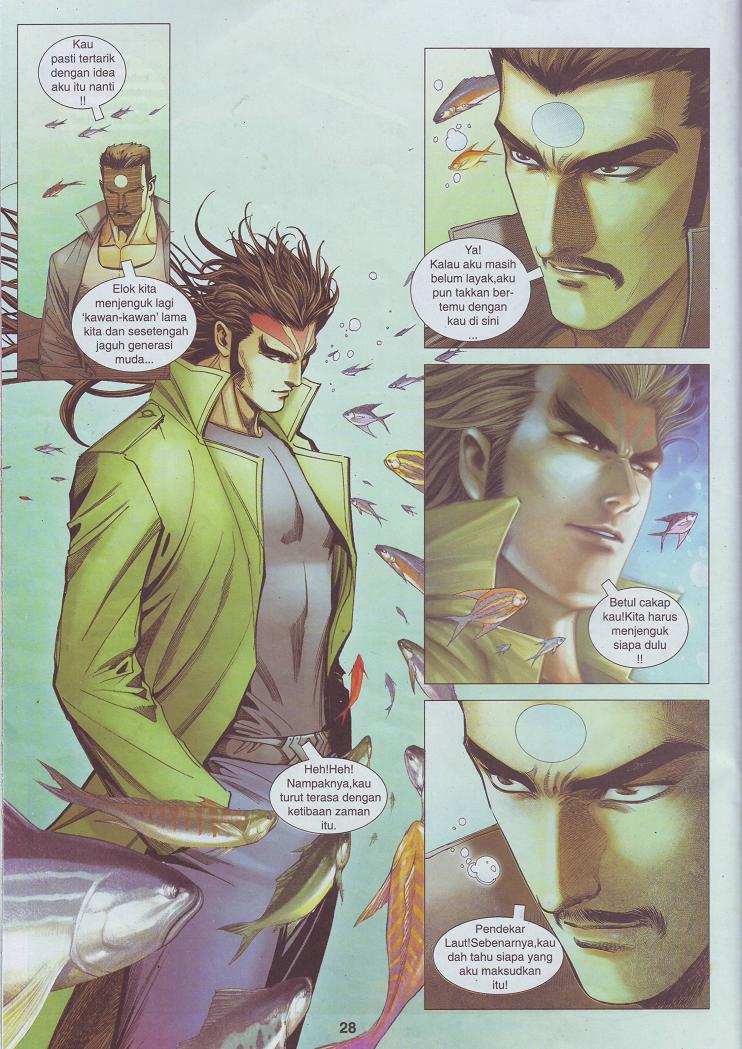 Kau
pasti tertarik
dengan idea
aku itu nanti
!!
Elok kita
menjenguk lagi
‘kawan-kawan’ lama
kita dan sesetengah
jaguh generasi
muda...
Heh!Heh!
Nampaknya,kau
turut terasa dengan
ketibaan zaman
itu.
Ya!
Kalau aku masih
belum layak,aku
pun takkan ber-
temu dengan
kau di sini
...
Betul cakap
kau!Kita harus
menjenguk
siapa dulu
!!
Pendekar
Laut!Sebenarnya,kau
dah tahu siapa yang
aku maksudkan
itu!
28